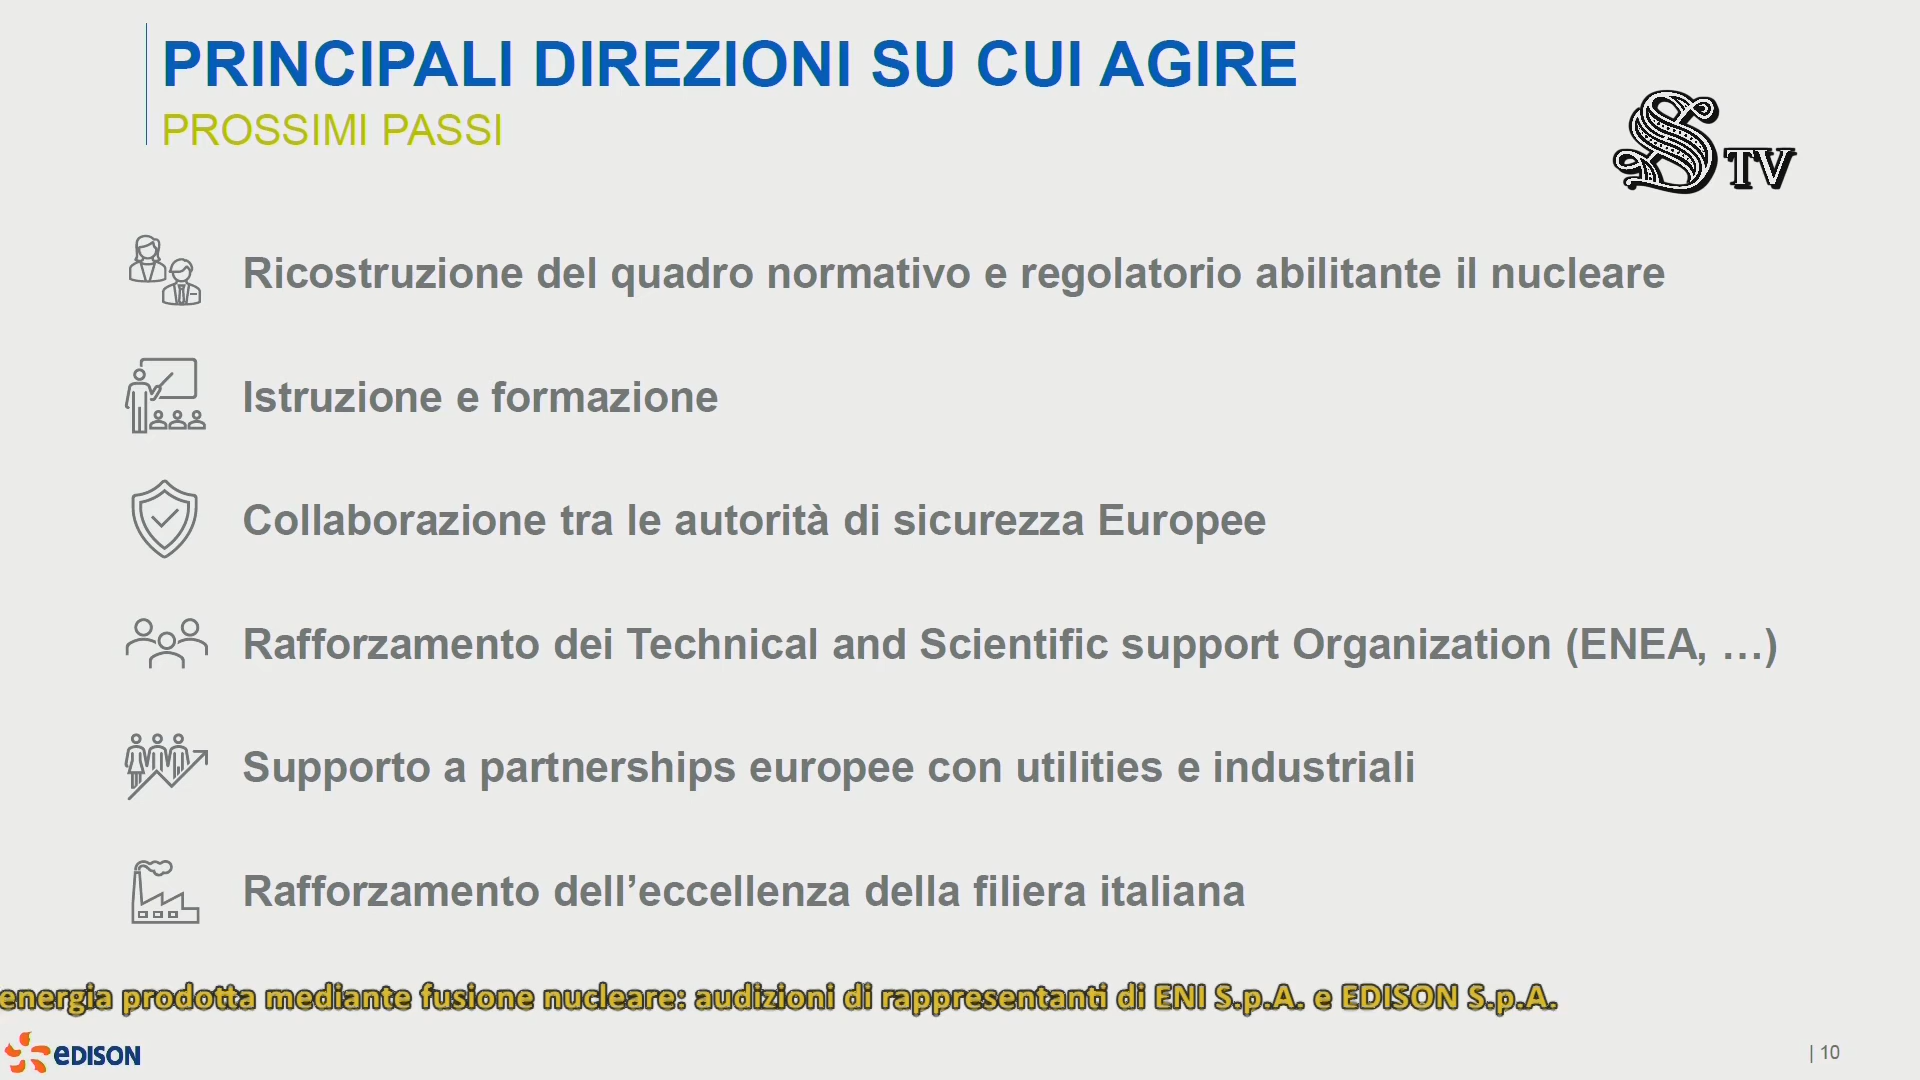 PRINCIPALI DIREZIONI SU CUI AGIRE
PROSSIMI PASSI
S TV
Ricostruzione del quadro normativo e regolatorio abilitante il nucleare
Istruzione e formazione
Collaborazione tra le autorità di sicurezza Europee
Rafforzamento dei Technical and Scientific support Organization (ENEA, …)
Supporto a partnerships europee con utilities e industriali
Rafforzamento dell’eccellenza della filiera italiana
energia prodotta mediante fusione nucleare: audizioni di rappresentanti di ENI S.p.A. e EDISON S.p.A.
eDISON
| 10